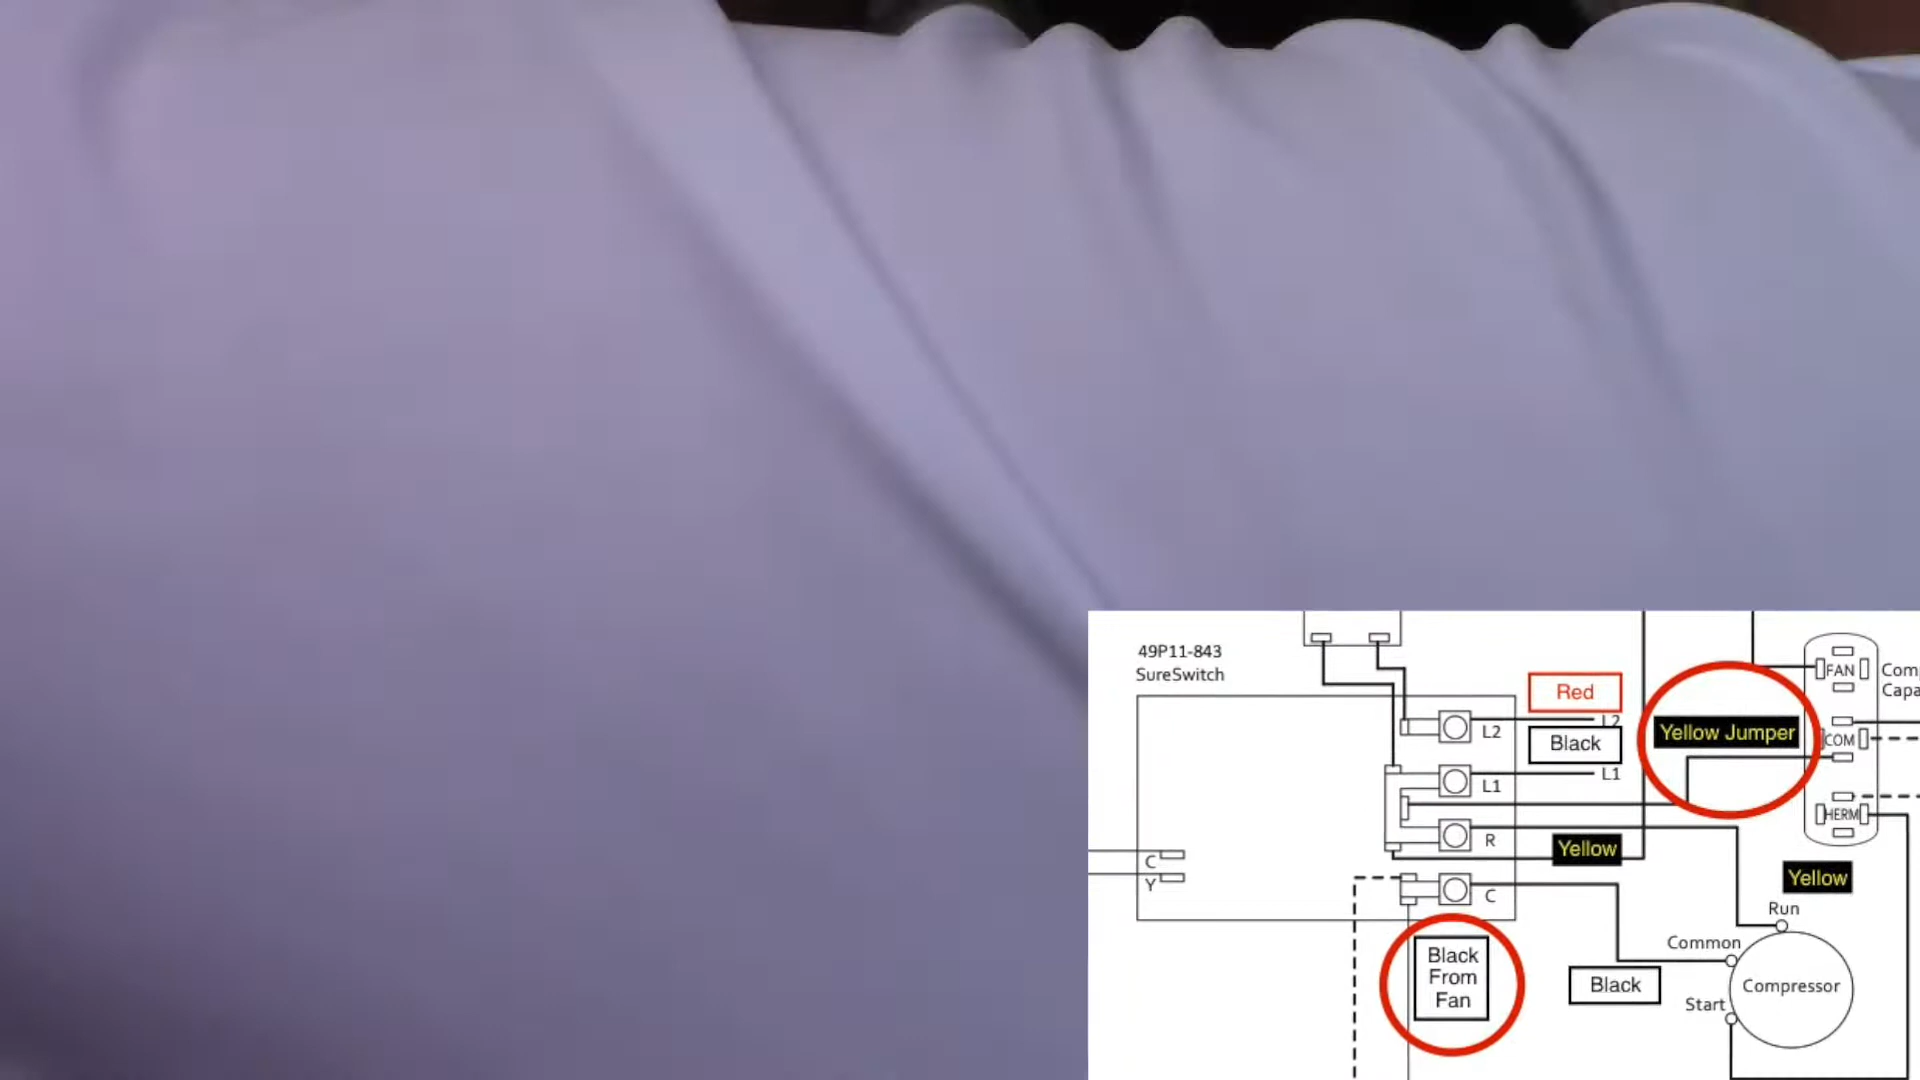 49P11-843
SureSwitch
Red
L2
L2
Black
L1
L1
R
C
Y
C
Yellow
Yellow Jumper
FAN
COM
HERM
Yellow
Run
Common
Compressor
Start
Black
From
Fan
Black